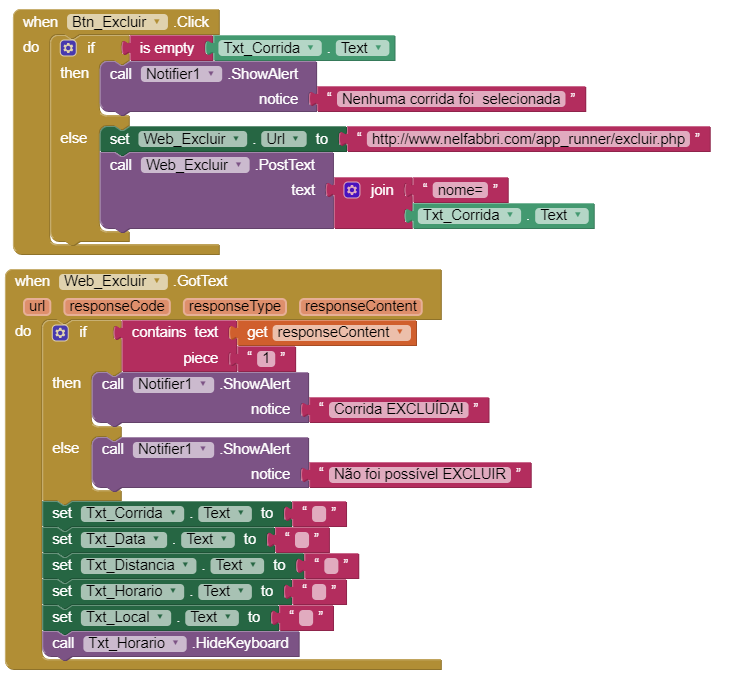 when Btn_Excluir .Click
do if is empty Txt_Corrida . Text
then call Notifier1 .ShowAlert
notice “ Nenhuma corrida foi selecionada ”
else set Web_Excluir . Url to “ http://www.nelfabbri.com/app_runner/excluir.php ”
call Web_Excluir .PostText
text join “ nome= ”
Txt_Corrida . Text
when Web_Excluir .GotText
url responseCode responseType responseContent
do if contains text get responseContent
piece “ 1 ”
then call Notifier1 .ShowAlert
notice “ Corrida EXCLUÍDA! ”
else call Notifier1 .ShowAlert
notice “ Não foi possível EXCLUIR ”
set Txt_Corrida . Text to “ ”
set Txt_Data . Text to “ ”
set Txt_Distancia . Text to “ ”
set Txt_Horario . Text to “ ”
set Txt_Local . Text to “ ”
call Txt_Horario .HideKeyboard